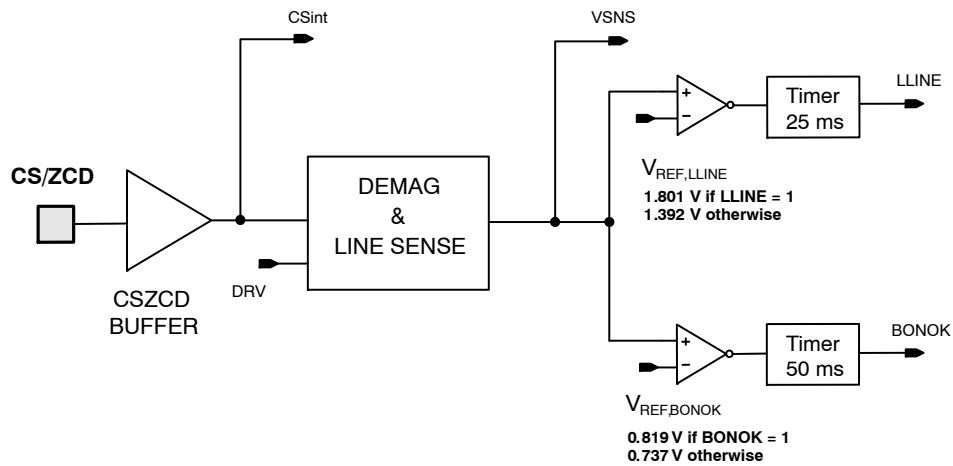 CSint
VSNS
LLINE
Timer
25 ms
+
−
CS/ZCD
V_REF,LLINE
1.801 V if LLINE = 1
1.392 V otherwise
DEMAG
&
LINE SENSE
DRV
CSZCD
BUFFER
BONOK
Timer
50 ms
+
−
V_REF,BONOK
0.819 V if BONOK = 1
0.737 V otherwise